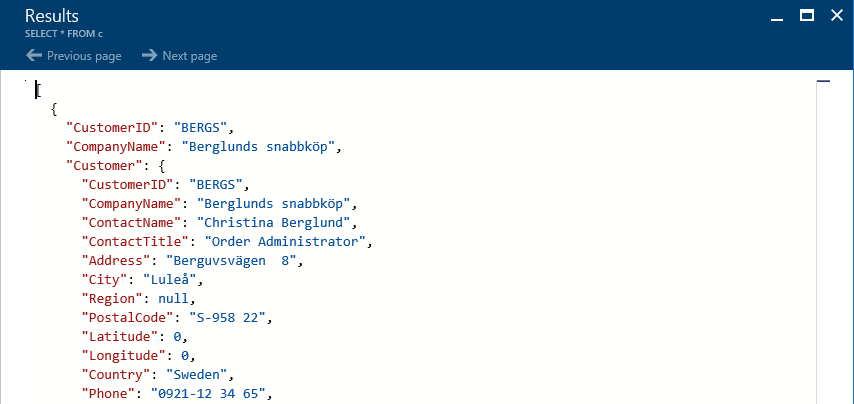 Results
SELECT * FROM c
Previous page Next page
[
{
"CustomerID": "BERGS",
"CompanyName": "Berglunds snabbköp",
"Customer": {
"CustomerID": "BERGS",
"CompanyName": "Berglunds snabbköp",
"ContactName": "Christina Berglund",
"ContactTitle": "Order Administrator",
"Address": "Berguvsvägen  8",
"City": "Luleå",
"Region": null,
"PostalCode": "S-958 22",
"Latitude": 0,
"Longitude": 0,
"Country": "Sweden",
"Phone": "0921-12 34 65",